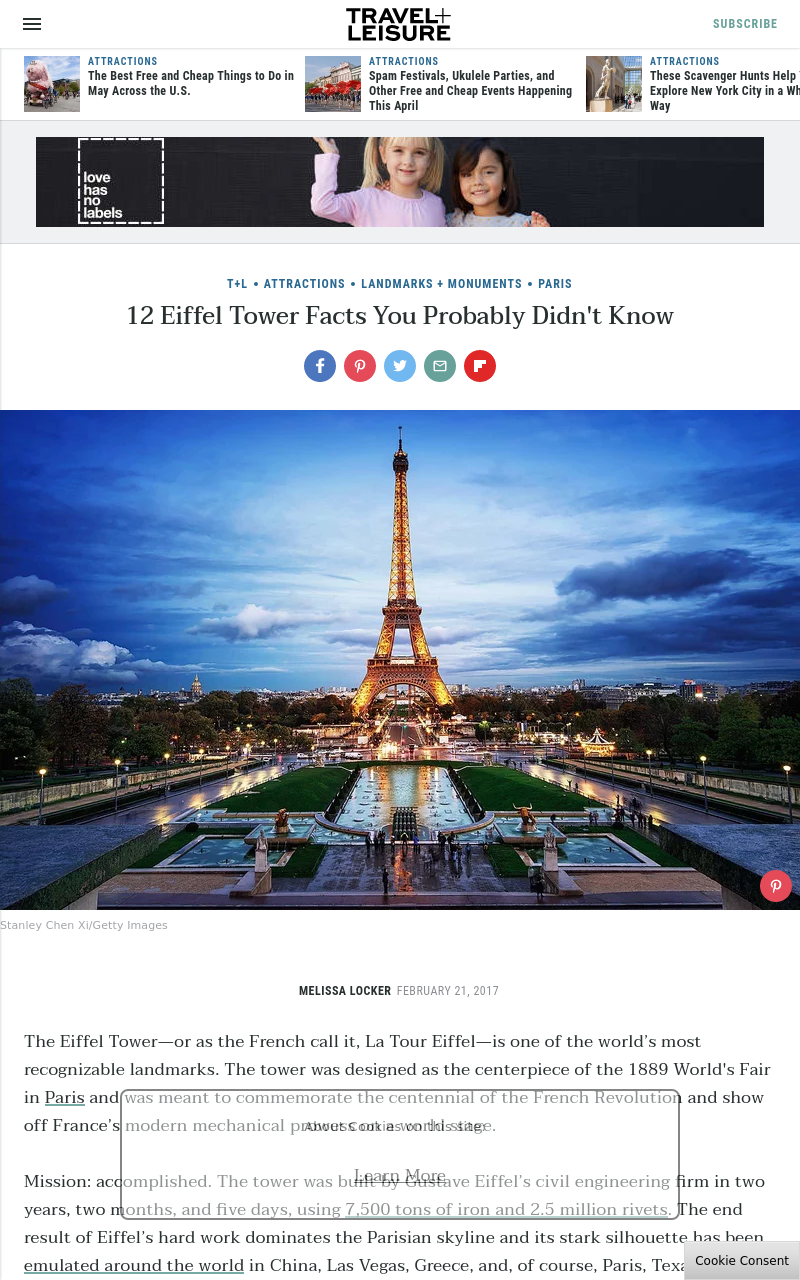 TRAVEL+
LEISURE
SUBSCRIBE
ATTRACTIONS
The Best Free and Cheap Things to Do in
May Across the U.S.
ATTRACTIONS
Spam Festivals, Ukulele Parties, and
Other Free and Cheap Events Happening
This April
ATTRACTIONS
These Scavenger Hunts Help
Explore New York City in a
Way
love
has
no
labels
T+L • ATTRACTIONS • LANDMARKS + MONUMENTS • PARIS
12 Eiffel Tower Facts You Probably Didn't Know
Stanley Chen Xi/Getty Images
MELISSA LOCKER FEBRUARY 21, 2017
The Eiffel Tower—or as the French call it, La Tour Eiffel—is one of the world’s most
recognizable landmarks. The tower was designed as the centerpiece of the 1889 World's Fair
in Paris and was meant to commemorate the centennial of the French Revolution and show
off France’s modern mechanical prowess on a world stage.
About Cookies on this site
Learn More
Mission: accomplished. The tower was built by Gustave Eiffel’s civil engineering firm in two
years, two months, and five days, using 7,500 tons of iron and 2.5 million rivets. The end
result of Eiffel’s hard work dominates the Parisian skyline and its stark silhouette has been
emulated around the world in China, Las Vegas, Greece, and, of course, Paris,
Cookie Consent